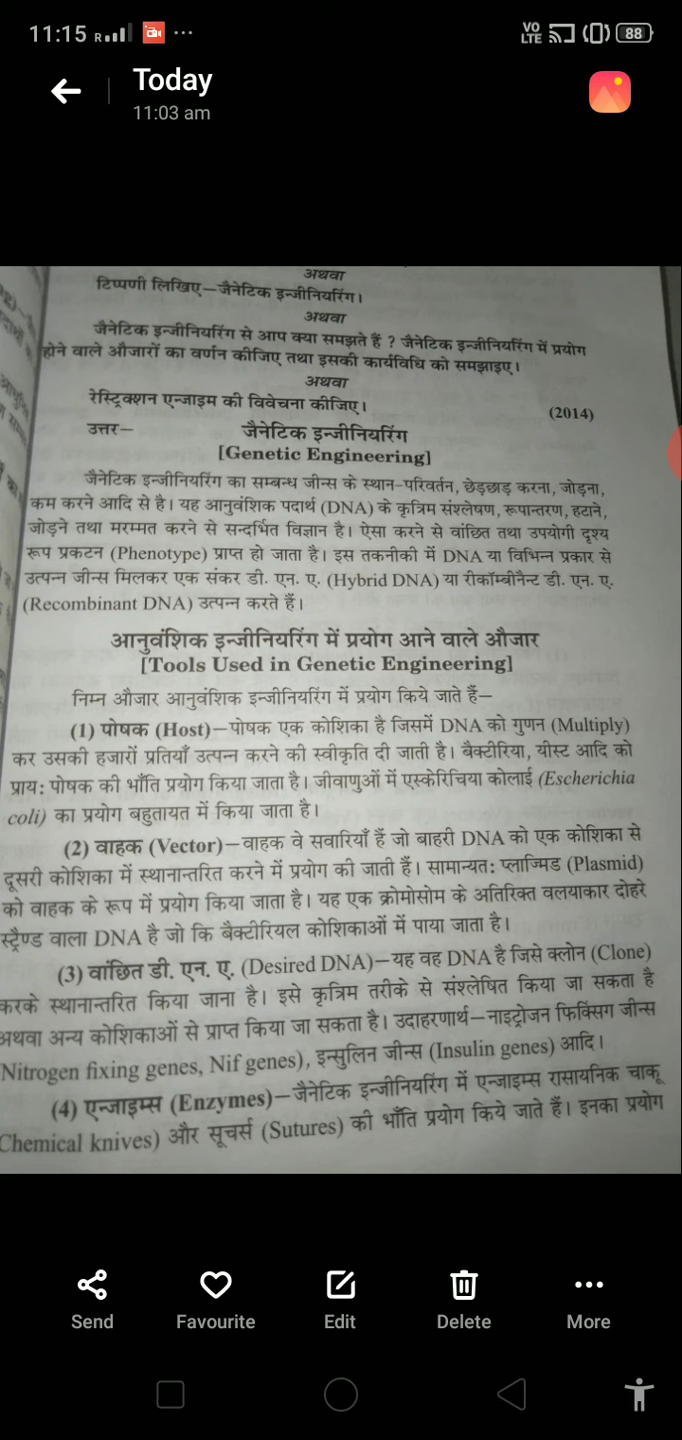 11:15 R
VO LTE 88
Today
11:03 am
अथवा
टिप्पणी लिखिए–जैनेटिक इन्जीनियरिंग।
अथवा
जैनेटिक इन्जीनियरिंग से आप क्या समझते हैं ? जैनेटिक इन्जीनियरिंग में प्रयोग
होने वाले औजारों का वर्णन कीजिए तथा इसकी कार्यविधि को समझाइए।
अथवा
रेस्ट्रिक्शन एन्जाइम की विवेचना कीजिए।
(2014)
उत्तर– जैनेटिक इन्जीनियरिंग
[Genetic Engineering]
जैनेटिक इन्जीनियरिंग का सम्बन्ध जीन्स के स्थान-परिवर्तन, छेड़छाड़ करना, जोड़ना,
कम करने आदि से है। यह आनुवंशिक पदार्थ (DNA) के कृत्रिम संश्लेषण, रूपान्तरण, हटाने,
जोड़ने तथा मरम्मत करने से सन्दर्भित विज्ञान है। ऐसा करने से वांछित तथा उपयोगी दृश्य
रूप प्रकटन (Phenotype) प्राप्त हो जाता है। इस तकनीकी में DNA या विभिन्न प्रकार से
उत्पन्न जीन्स मिलकर एक संकर डी. एन. ए. (Hybrid DNA) या रीकॉम्बीनैन्ट डी. एन. ए.
(Recombinant DNA) उत्पन्न करते हैं।
आनुवंशिक इन्जीनियरिंग में प्रयोग आने वाले औजार
[Tools Used in Genetic Engineering]
निम्न औजार आनुवंशिक इन्जीनियरिंग में प्रयोग किये जाते हैं–
(1) पोषक (Host)–पोषक एक कोशिका है जिसमें DNA को गुणन (Multiply)
कर उसकी हजारों प्रतियाँ उत्पन्न करने की स्वीकृति दी जाती है। बैक्टीरिया, यीस्ट आदि को
प्राय: पोषक की भाँति प्रयोग किया जाता है। जीवाणुओं में एस्केरिचिया कोलाई (Escherichia
coli) का प्रयोग बहुतायत में किया जाता है।
(2) वाहक (Vector)–वाहक वे सवारियाँ हैं जो बाहरी DNA को एक कोशिका से
दूसरी कोशिका में स्थानान्तरित करने में प्रयोग की जाती हैं। सामान्यत: प्लाज्मिड (Plasmid)
को वाहक के रूप में प्रयोग किया जाता है। यह एक क्रोमोसोम के अतिरिक्त वलयाकार दोहरे
स्ट्रैण्ड वाला DNA है जो कि बैक्टीरियल कोशिकाओं में पाया जाता है।
(3) वांछित डी. एन. ए. (Desired DNA)–यह वह DNA है जिसे क्लोन (Clone)
करके स्थानान्तरित किया जाना है। इसे कृत्रिम तरीके से संश्लेषित किया जा सकता है
अथवा अन्य कोशिकाओं से प्राप्त किया जा सकता है। उदाहरणार्थ–नाइट्रोजन फिक्सिंग जीन्स
Nitrogen fixing genes, Nif genes), इन्सुलिन जीन्स (Insulin genes) आदि।
(4) एन्जाइम्स (Enzymes)–जैनेटिक इन्जीनियरिंग में एन्जाइम्स रासायनिक चाकू
Chemical knives) और सूचर्स (Sutures) की भाँति प्रयोग किये जाते हैं। इनका प्रयोग
Send Favourite Edit Delete More